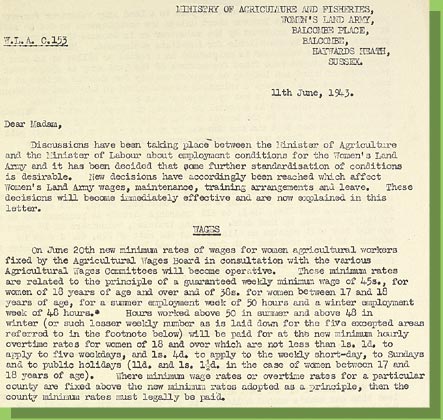 MINISTRY OF AGRICULTURE AND FISHERIES,
WOMEN'S LAND ARMY,
BALCOMBE PLACE,
W.L.A. C.153
BALCOMBE,
HAYWARDS HEATH,
SUSSEX.
11th June, 1943.
Dear Madam,
Discussions have been taking place between the Minister of Agriculture
and the Minister of Labour about employment conditions for the Women's Land
Army and it has been decided that some further standardisation of conditions
is desirable. New decisions have accordingly been reached which affect
Women's Land Army wages, maintenance, training arrangements and leave. These
decisions will become immediately effective and are now explained in this
letter.
WAGES
On June 20th new minimum rates of wages for women agricultural workers
fixed by the Agricultural Wages Board in consultation with the various
Agricultural Wages Committees will become operative. These minimum rates
are related to the principle of a guaranteed weekly minimum wage of 45s., for
women of 18 years of age and over and of 38s. for women between 17 and 18
years of age, for a summer employment week of 50 hours and a winter employment
week of 48 hours.* Hours worked above 50 in summer and above 48 in
winter (or such lesser weekly number as is laid down for the five excepted areas
referred to in the footnote below) will be paid for at the new minimum hourly
overtime rates for women of 18 and over which are not less than 1s. 1d. to
apply to five weekdays, and 1s. 4d. to apply to the weekly short-day, to Sundays
and to public holidays (11d. and 1s. 1½d. in the case of women between 17 and
18 years of age). Where minimum wage rates or overtime rates for a particular
county are fixed above the new minimum rates adopted as a principle, then the
county minimum rates must legally be paid.